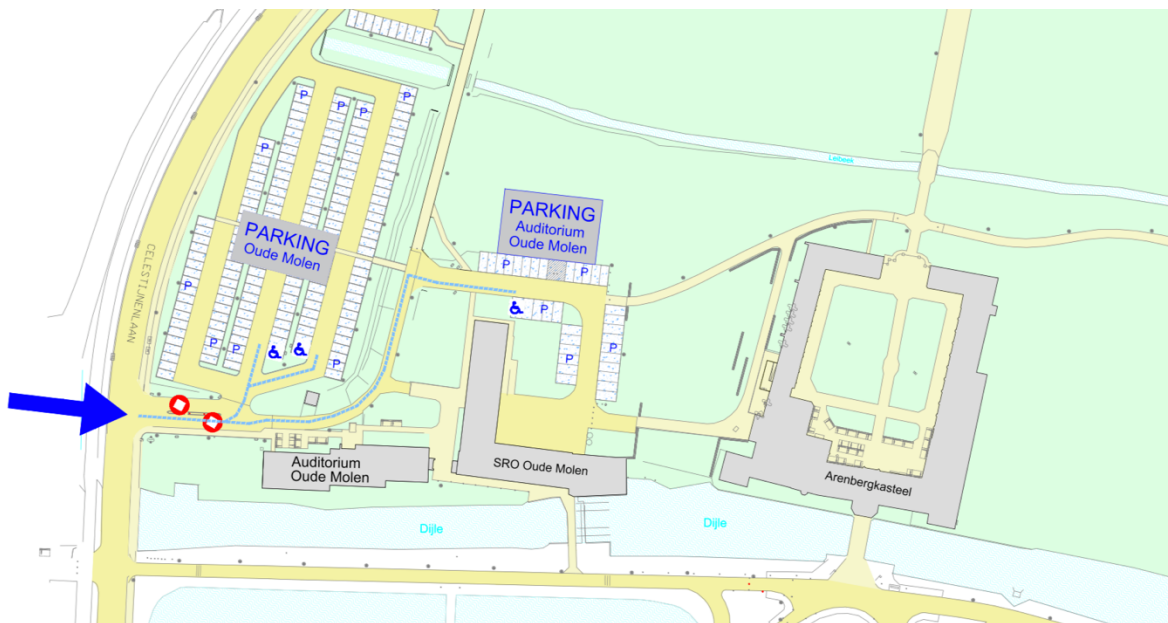 P
P
P
P
P
PARKING
Oude Molen
PARKING
Auditorium
Oude Molen
Leibeek
CELESTIJNENLAAN
P
P
P
P
P
P
P
P
P
P
Auditorium
Oude Molen
SRO Oude Molen
Arenbergkasteel
Dijle
Dijle